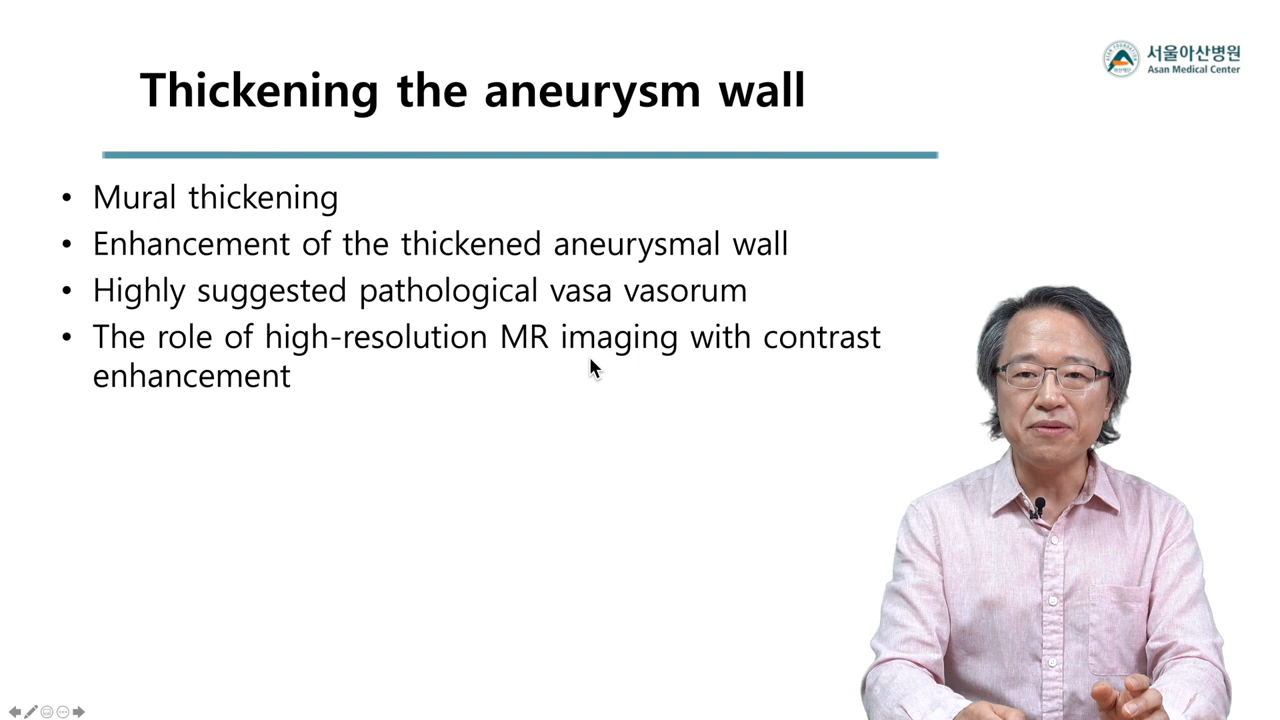 서울아산병원
Asan Medical Center
Thickening the aneurysm wall
• Mural thickening
• Enhancement of the thickened aneurysmal wall
• Highly suggested pathological vasa vasorum
• The role of high-resolution MR imaging with contrast
enhancement